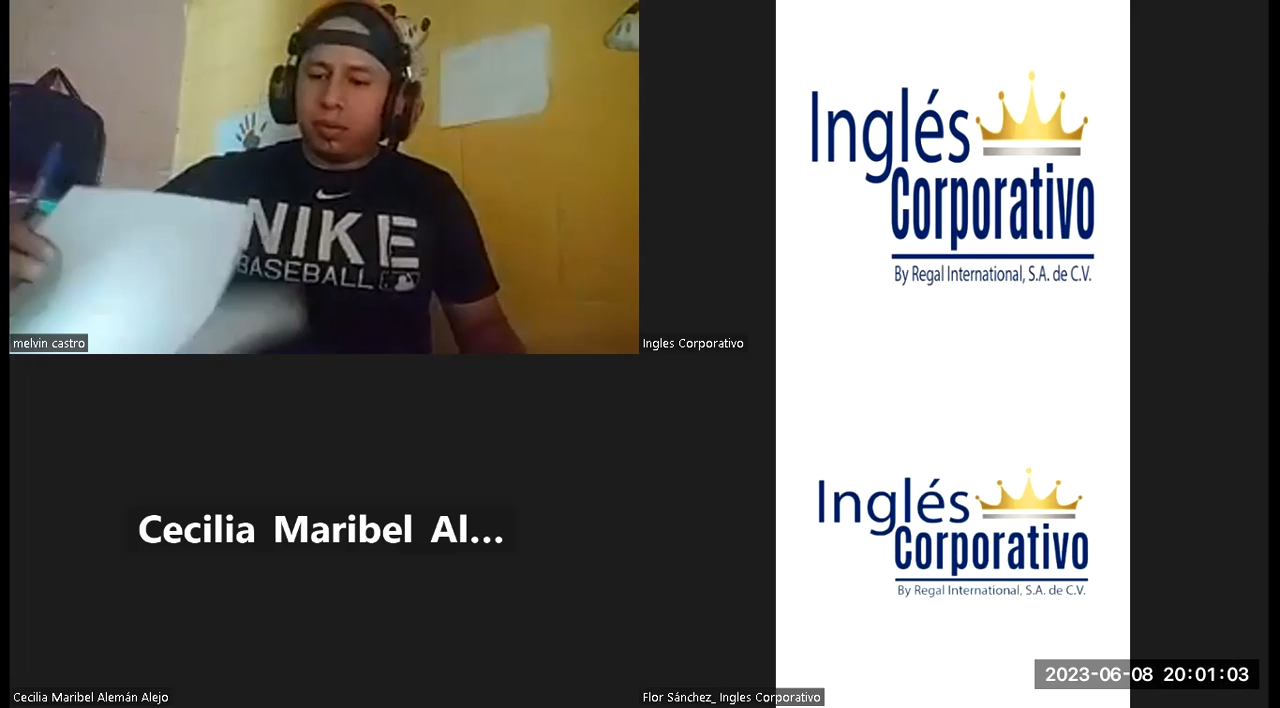 NIKE
BASEBALL
melvin castro
Inglés
Corporativo
By Regal International, S.A. de C.V.
Ingles Corporativo
Cecilia Maribel Al...
Cecilia Maribel Alemán Alejo
Inglés
Corporativo
By Regal International, S.A. de C.V.
Flor Sánchez_ Ingles Corporativo
2023-06-08 20:01:03